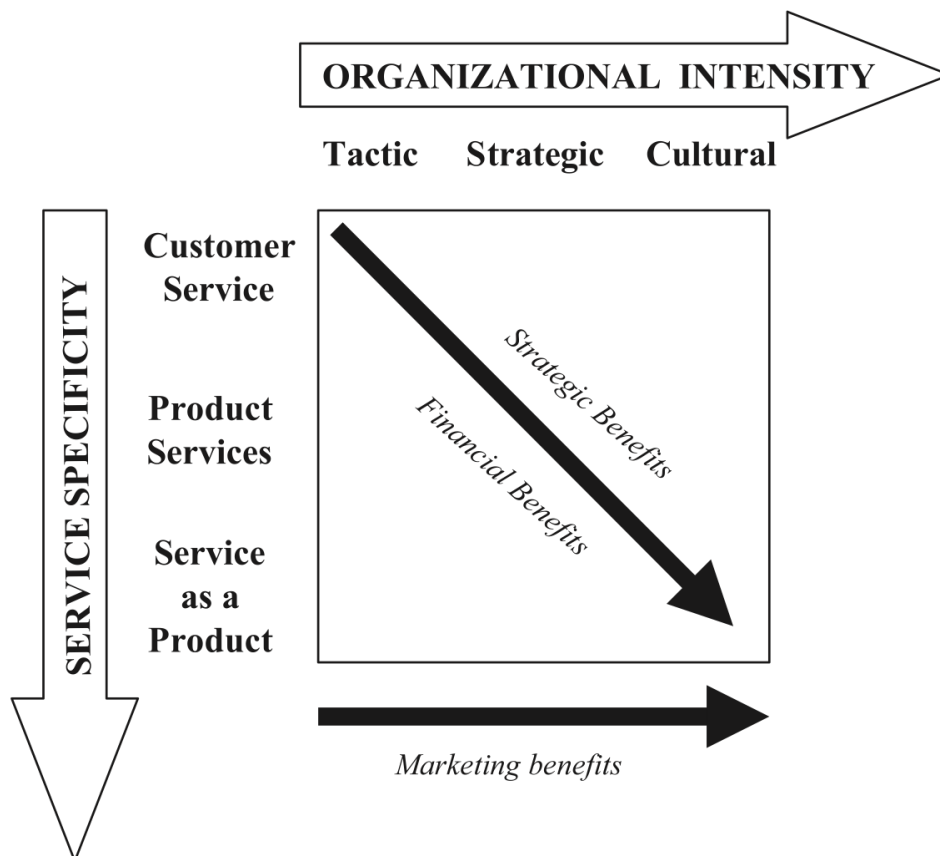 ORGANIZATIONAL INTENSITY
Tactic Strategic Cultural
SERVICE SPECIFICITY
Customer
Service
Product
Services
Service
as a
Product
Strategic Benefits
Financial Benefits
Marketing benefits